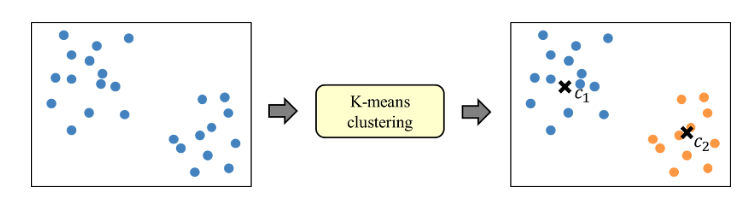 K-means
clustering
c₁
c₂